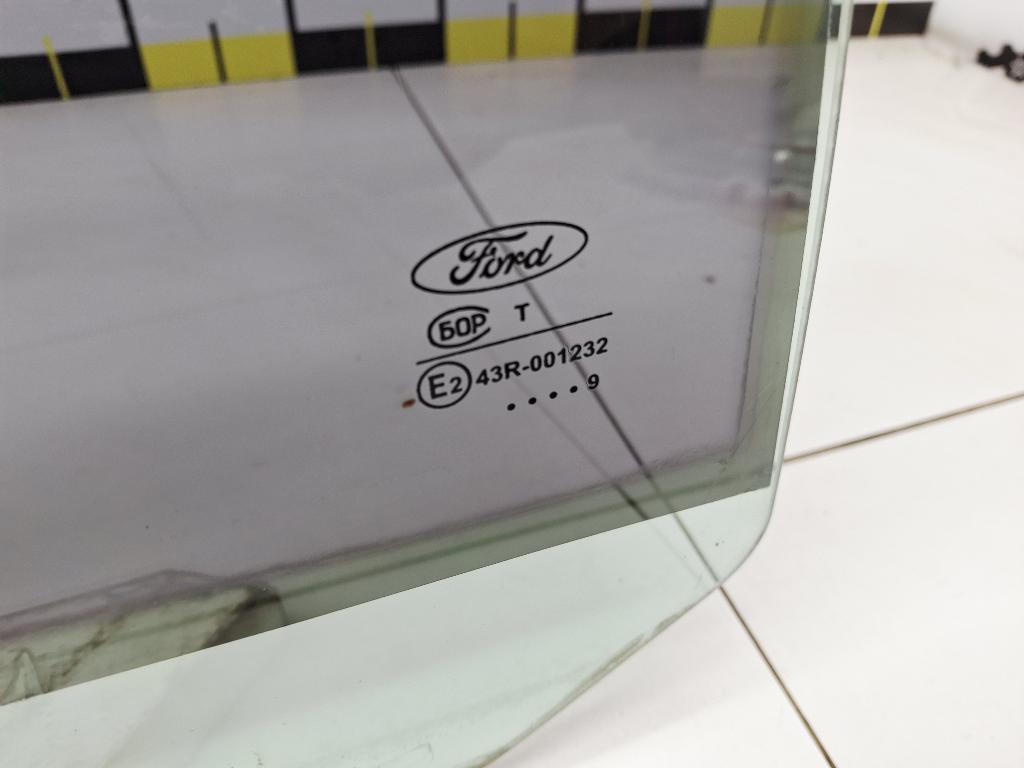 Ford
БОР T
E2 43R-001232
. . . . 9